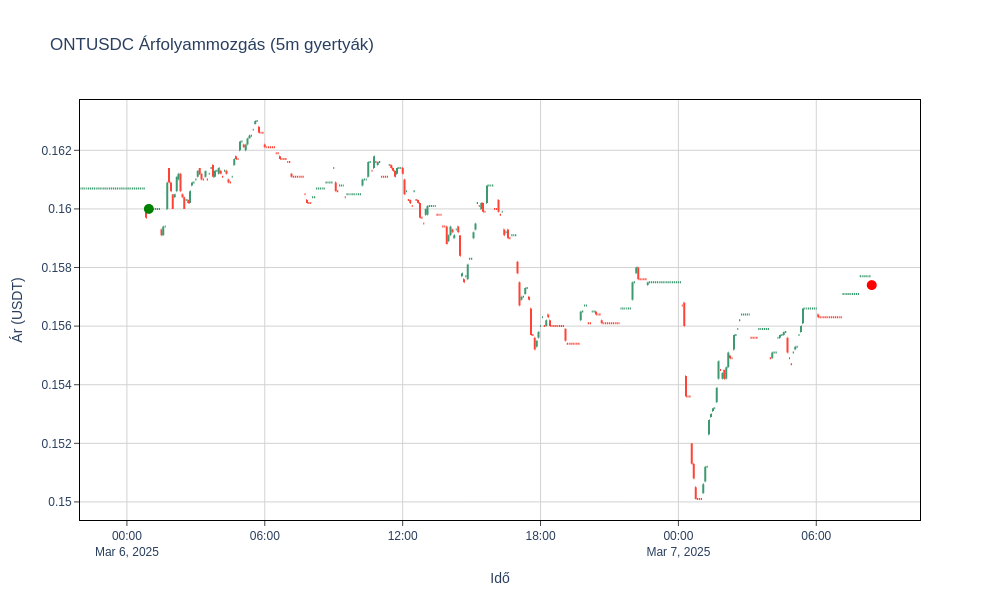 ONTUSDC Árfolyammozgás (5m gyertyák)
Ár (USDT)
0.162
0.16
0.158
0.156
0.154
0.152
0.15
00:00 06:00 12:00 18:00 00:00 06:00
Mar 6, 2025 Mar 7, 2025
Idő